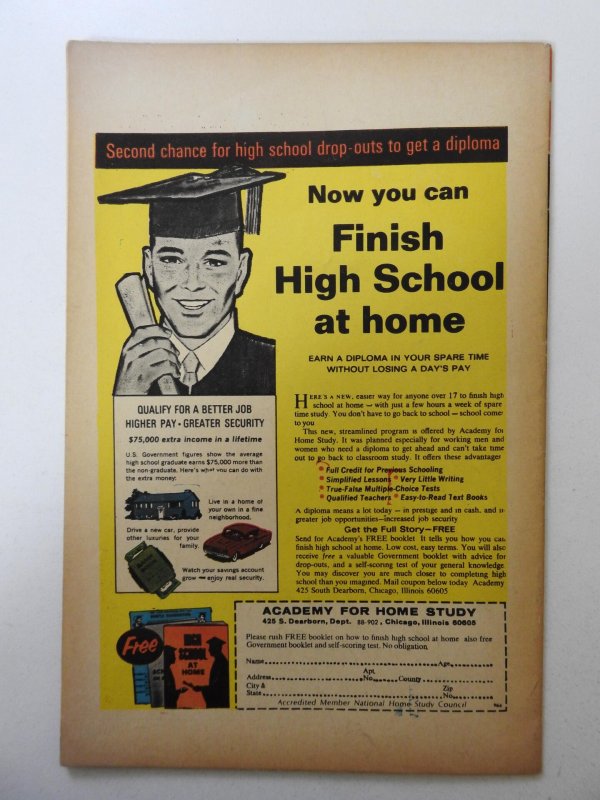 Second chance for high school drop-outs to get a diploma
Now you can
Finish
High School
at home
EARN A DIPLOMA IN YOUR SPARE TIME
WITHOUT LOSING A DAY'S PAY
QUALIFY FOR A BETTER JOB
HIGHER PAY • GREATER SECURITY
$75,000 extra income in a lifetime
U.S. Government figures show the average
high school graduate earns $75,000 more than
the non-graduate. Here's what you can do with
the extra money:
Live in a home of
your own in a fine
neighborhood.
Drive a new car, provide
other luxuries for your
family.
Watch your savings account
grow — enjoy real security.
HERE'S A NEW, easier way for anyone over 17 to finish high
school at home — with just a few hours a week of spare
time study. You don't have to go back to school — school comes
to you
This new, streamlined program is offered by Academy for
Home Study. It was planned especially for working men and
women who need a diploma to get ahead and can't take time
out to go back to classroom study. It offers these advantages
• Full Credit for Previous Schooling
• Simplified Lessons • Very Little Writing
• True-False Multiple-Choice Tests
• Qualified Teachers • Easy-to-Read Text Books
A diploma means a lot today — in prestige and in cash, and in
greater job opportunities—increased job security
Get the Full Story—FREE
Send for Academy's FREE booklet It tells you how you can
finish high school at home. Low cost, easy terms. You will also
receive free a valuable Government booklet with advice for
drop-outs, and a self-scoring test of your general knowledge.
You may discover you are much closer to completing high
school than you imagined. Mail coupon below today Academy
425 South Dearborn, Chicago, Illinois 60605
Free
HIGH
SCHOOL
AT
HOME
ACADEMY FOR HOME STUDY
425 S. Dearborn, Dept. 88-902, Chicago, Illinois 60605
Please rush FREE booklet on how to finish high school at home also free
Government booklet and self-scoring test. No obligation.
Name Age
Apt.
Address No. County
City & Zip
State No.
Accredited Member National Home Study Council 966